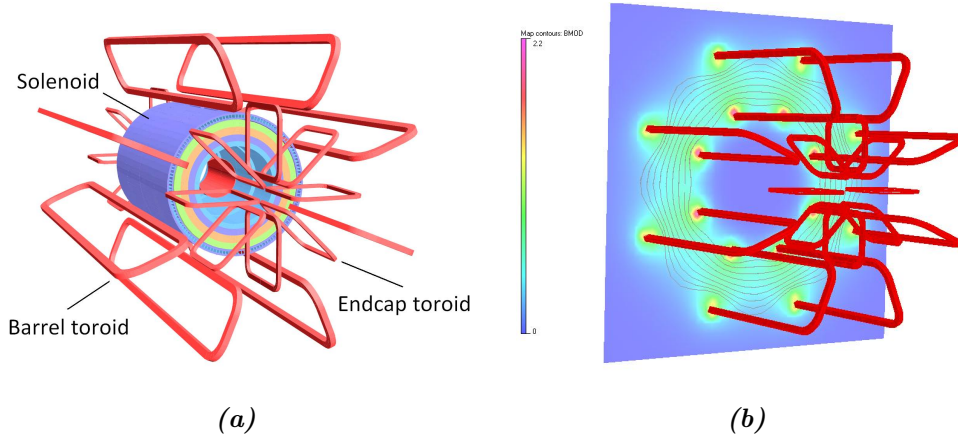 Solenoid
Endcap toroid
Barrel toroid
(a)
Map contours: BMOD
2.2
0
(b)